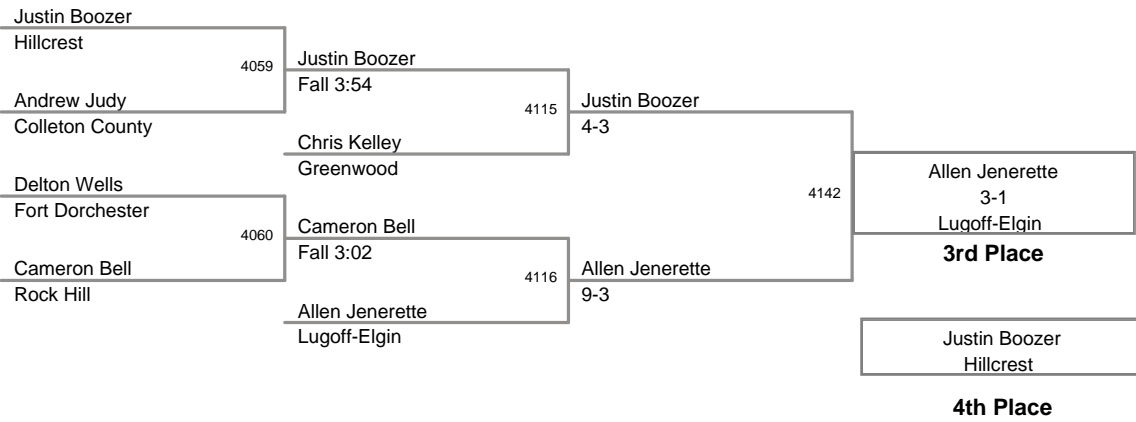 Justin Boozer
Hillcrest
4059
Andrew Judy
Colleton County
Delton Wells
Fort Dorchester
4060
Cameron Bell
Rock Hill
Justin Boozer
Fall 3:54
4115
Chris Kelley
Greenwood
Cameron Bell
Fall 3:02
4116
Allen Jenerette
Lugoff-Elgin
Justin Boozer
4-3
4142
Allen Jenerette
9-3
Allen Jenerette
3-1
Lugoff-Elgin
3rd Place
Justin Boozer
Hillcrest
4th Place